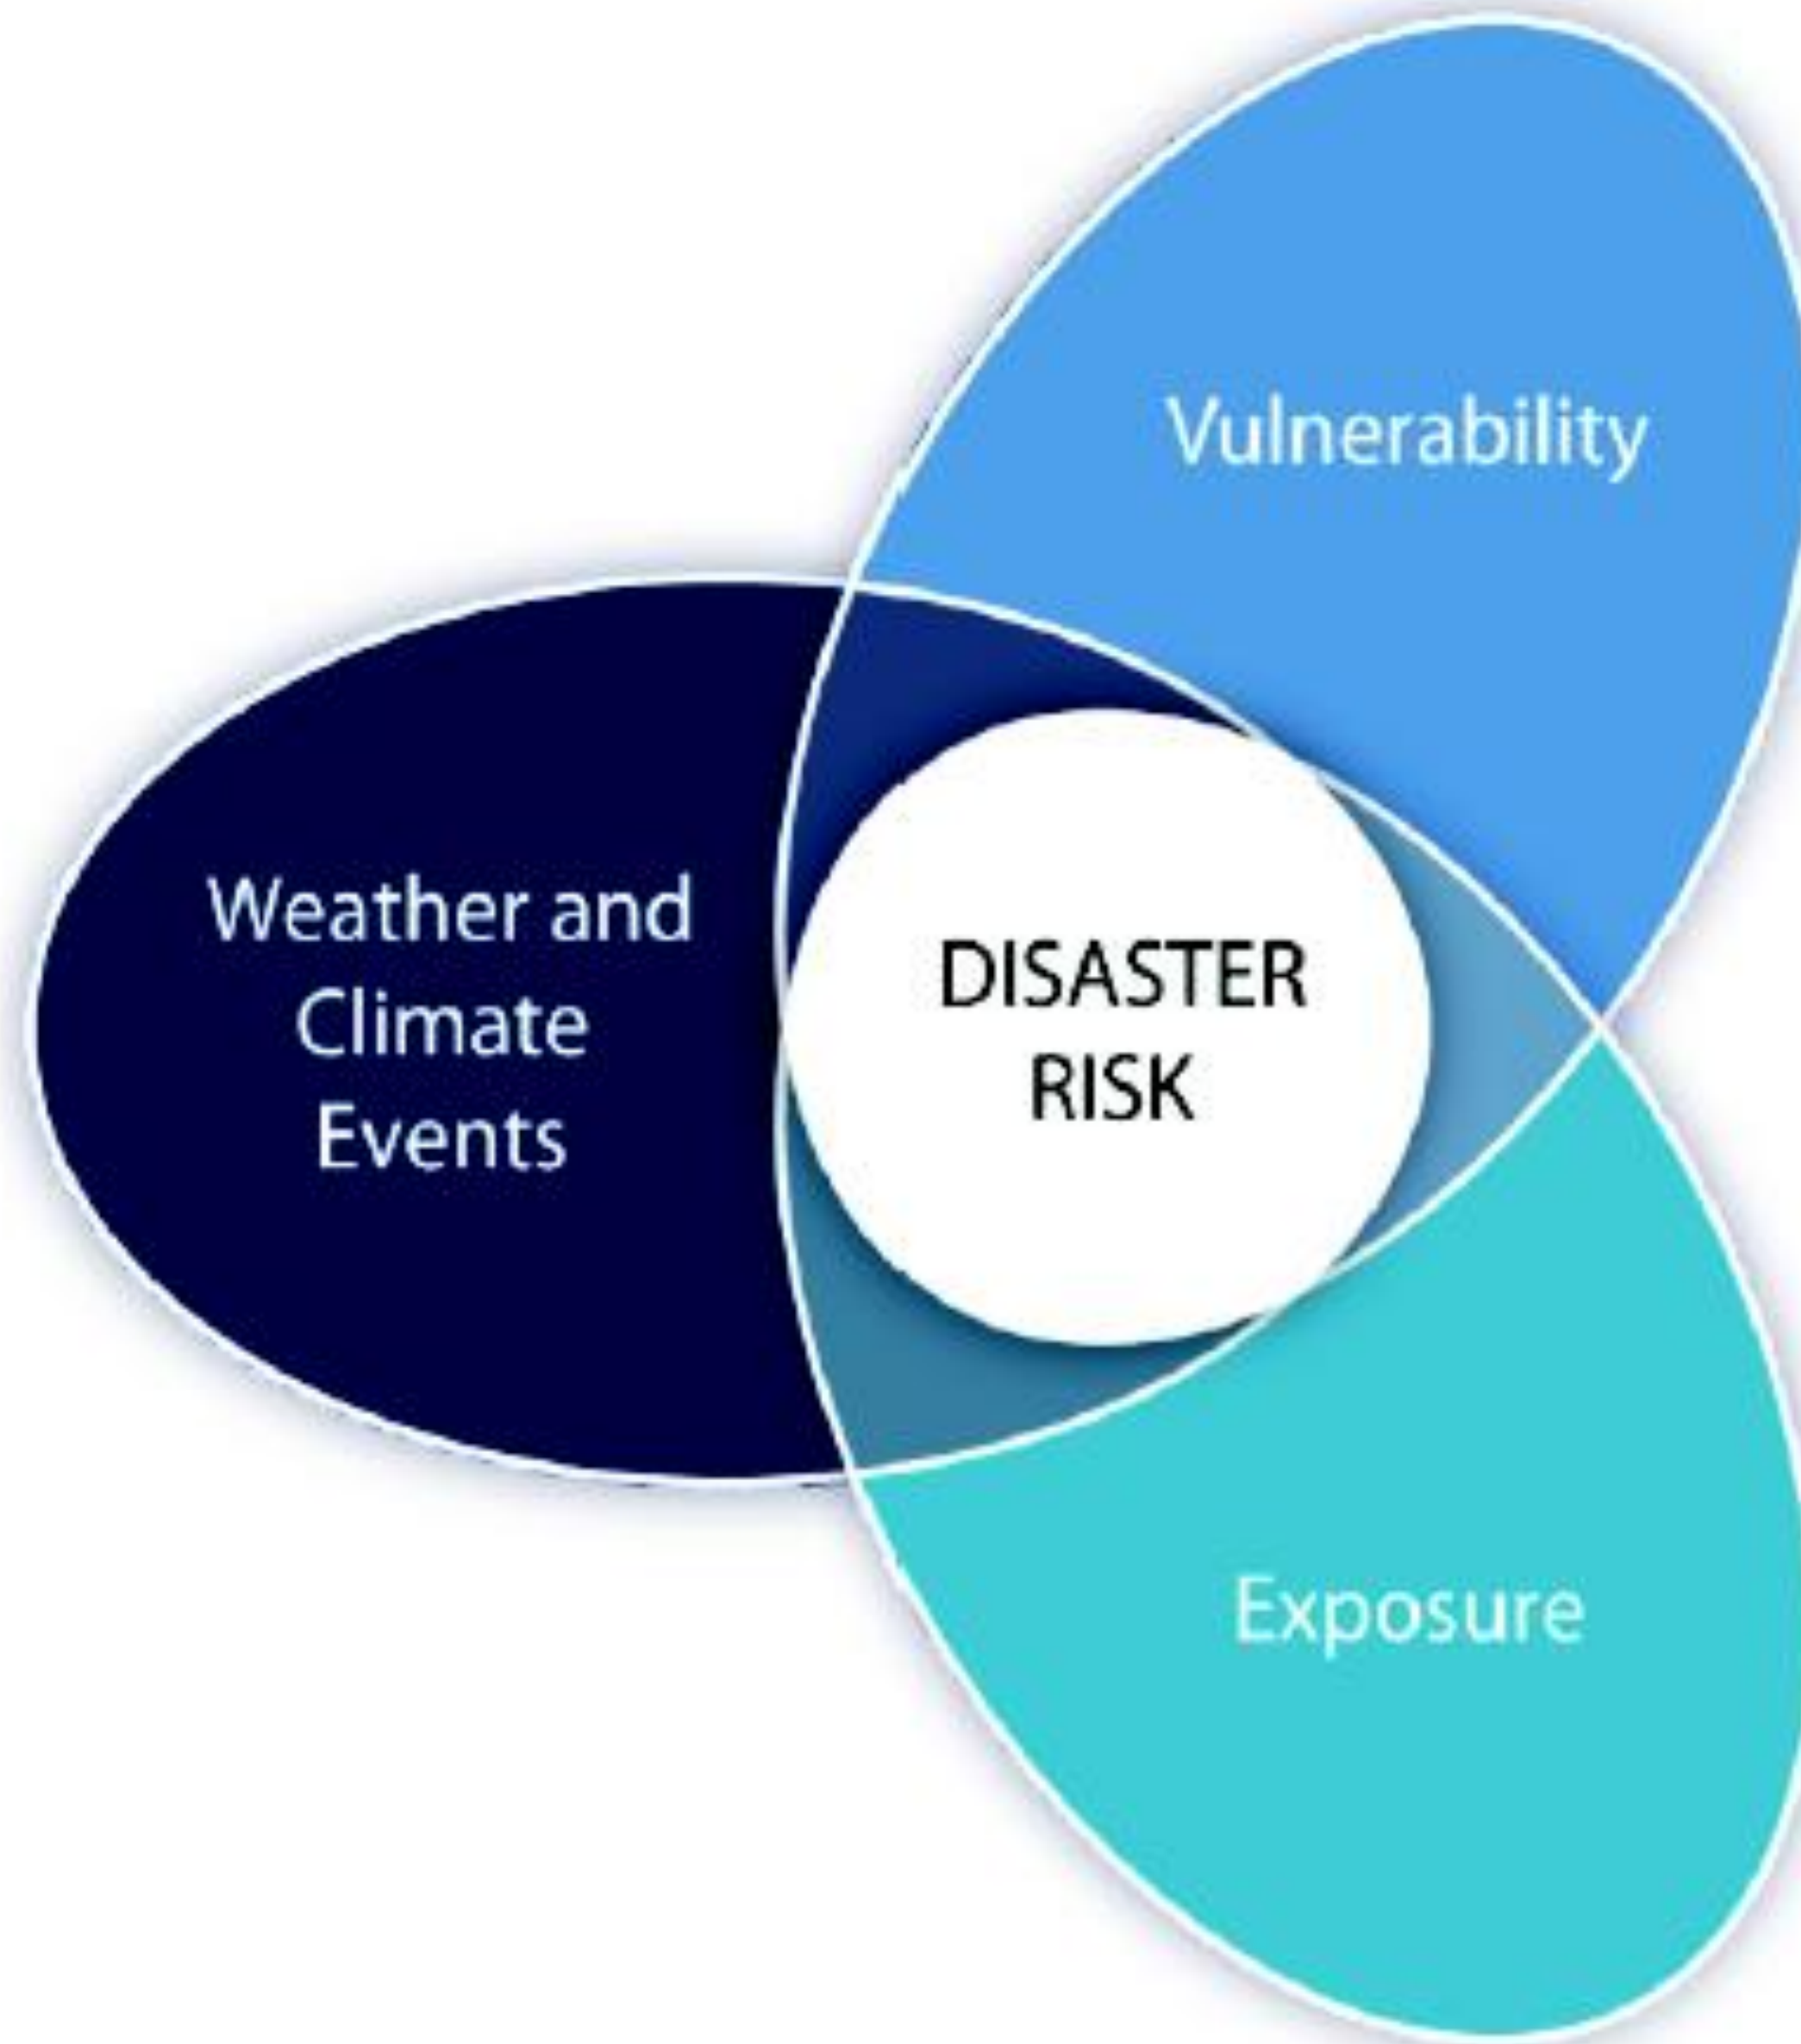 Vulnerability
Weather and
Climate
Events
DISASTER
RISK
Exposure